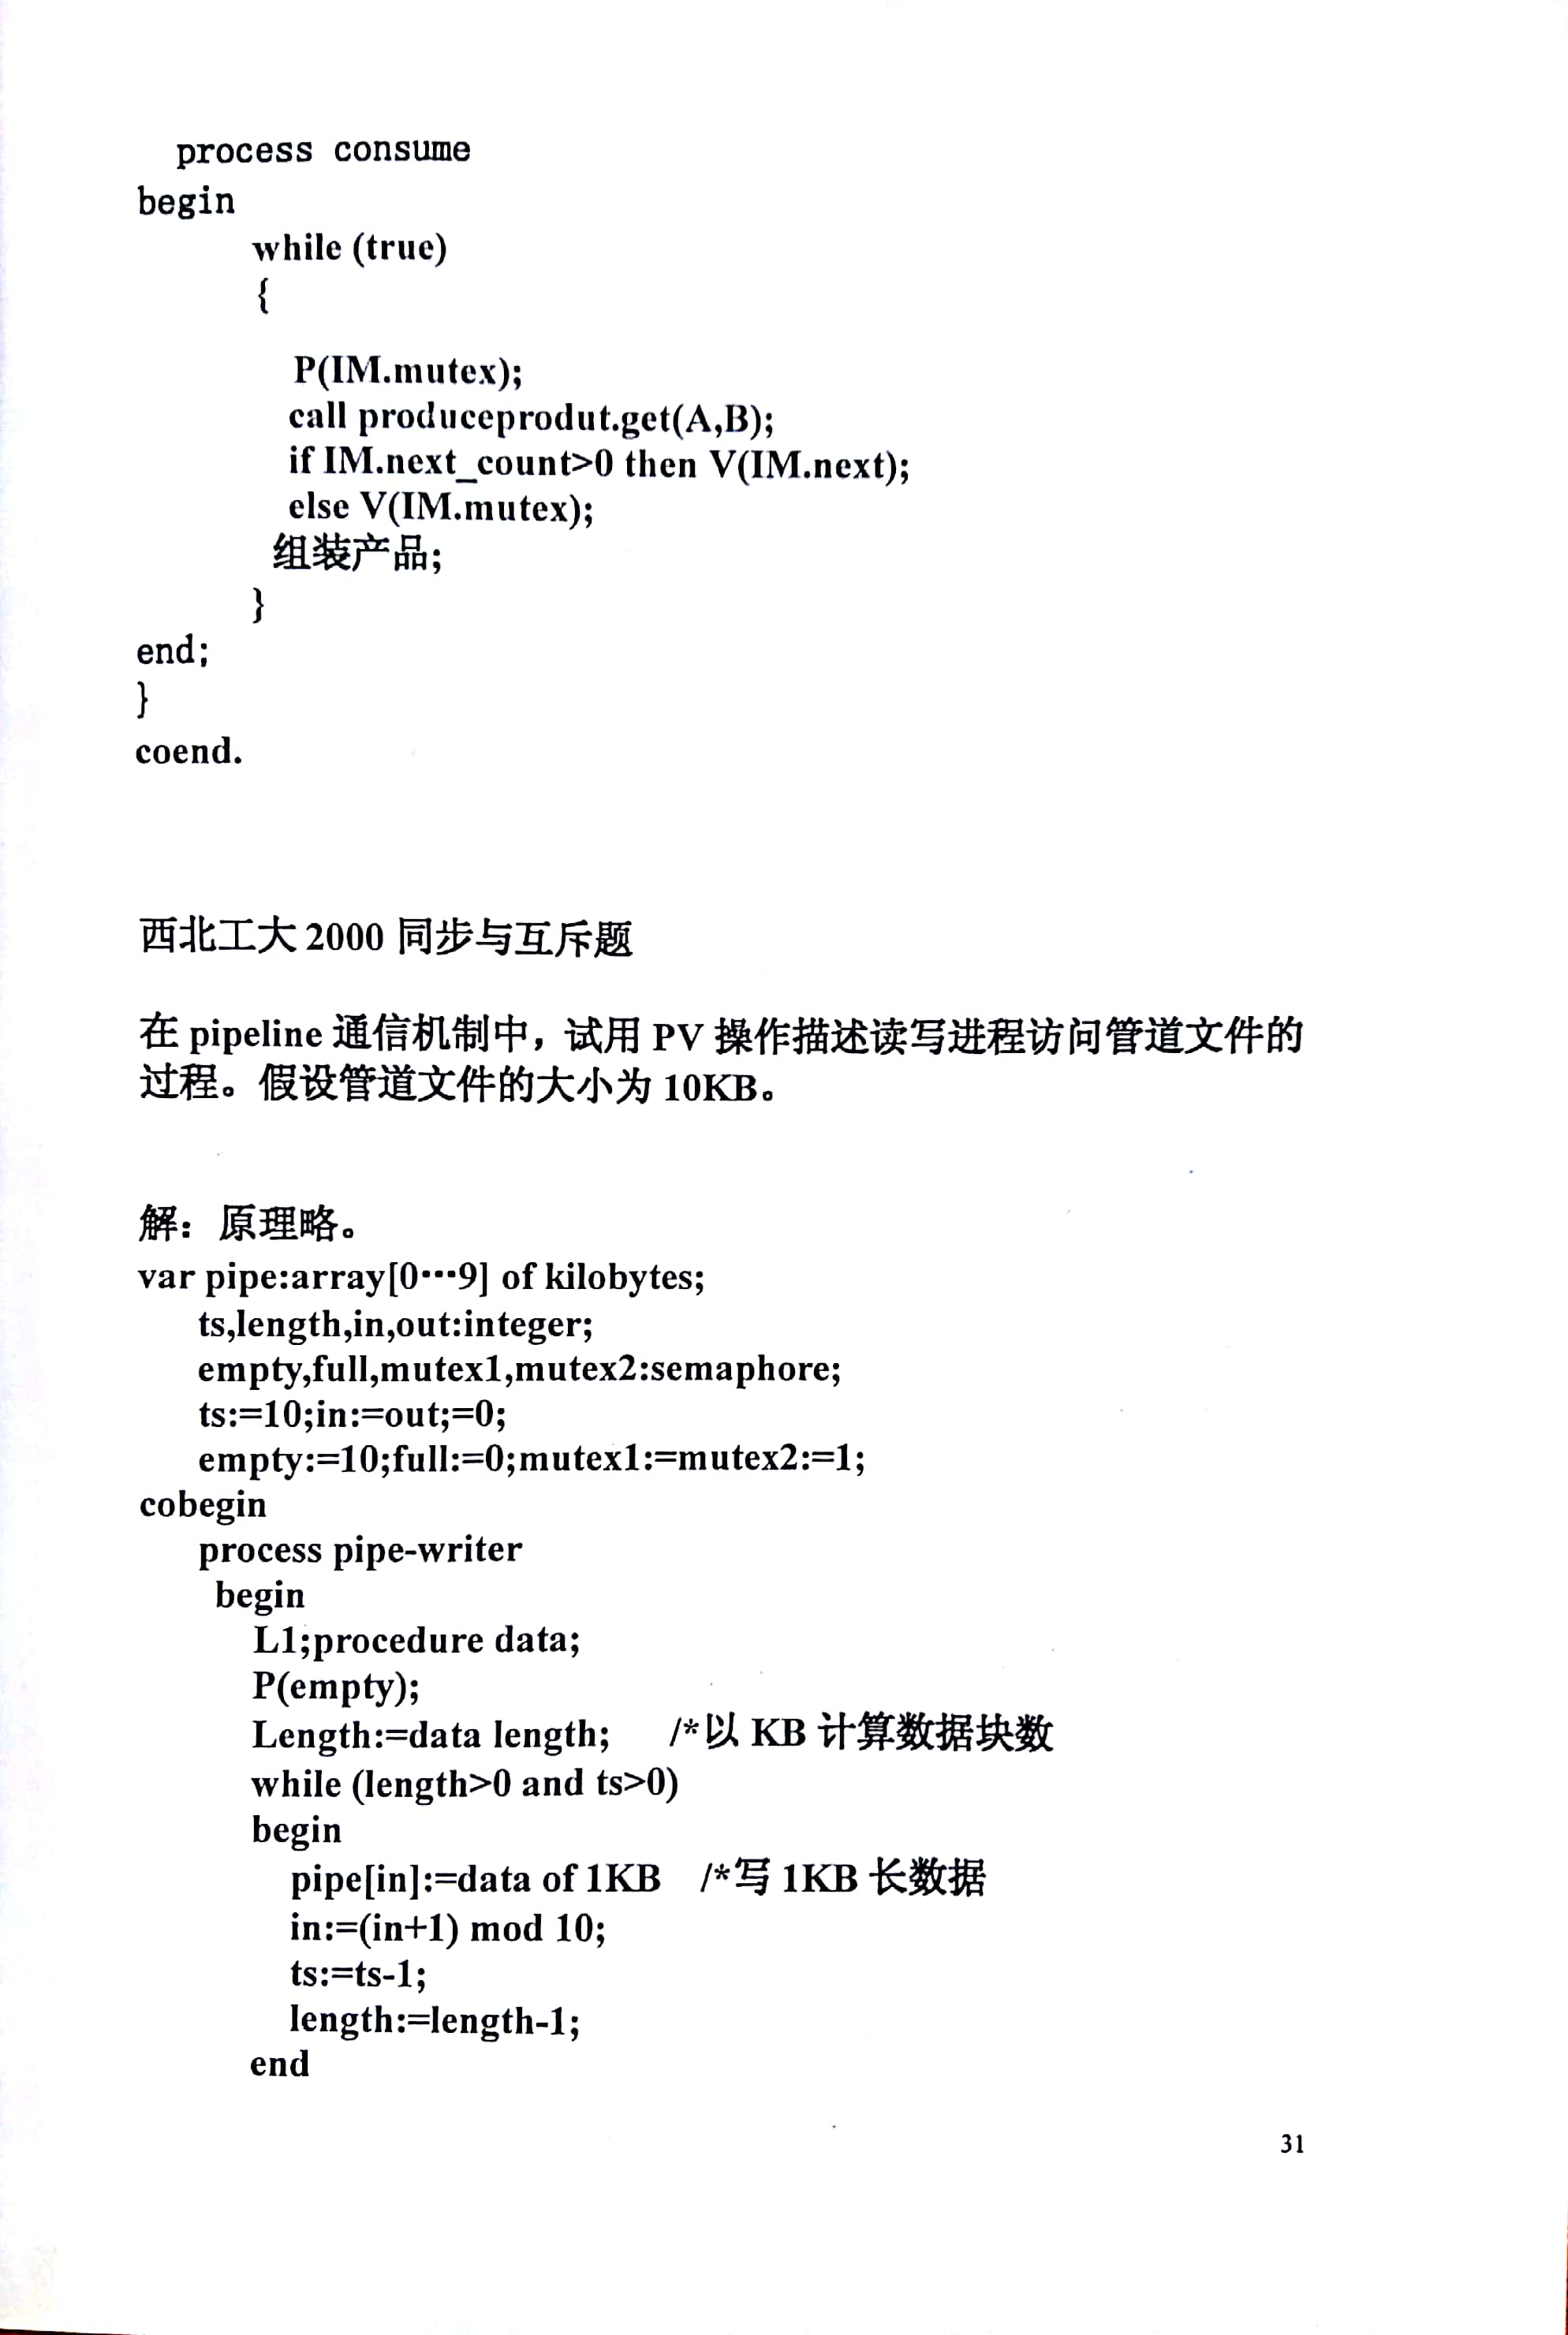 process consume
begin
while (true)
{
P(IM.mutex);
call produceprodut.get(A,B);
if IM.next_count>0 then V(IM.next);
else V(IM.mutex);
组装产品;
}
end;
}
coend.
西北工大 2000 同步与互斥题
在 pipeline 通信机制中，试用 PV 操作描述读写进程访问管道文件的
过程。假设管道文件的大小为 10KB。
解：原理略。
var pipe:array[0···9] of kilobytes;
ts,length,in,out:integer;
empty,full,mutex1,mutex2:semaphore;
ts:=10;in:=out;=0;
empty:=10;full:=0;mutex1:=mutex2:=1;
cobegin
process pipe-writer
begin
L1;procedure data;
P(empty);
Length:=data length; /*以 KB 计算数据块数
while (length>0 and ts>0)
begin
pipe[in]:=data of 1KB /*写 1KB 长数据
in:=(in+1) mod 10;
ts:=ts-1;
length:=length-1;
end
31